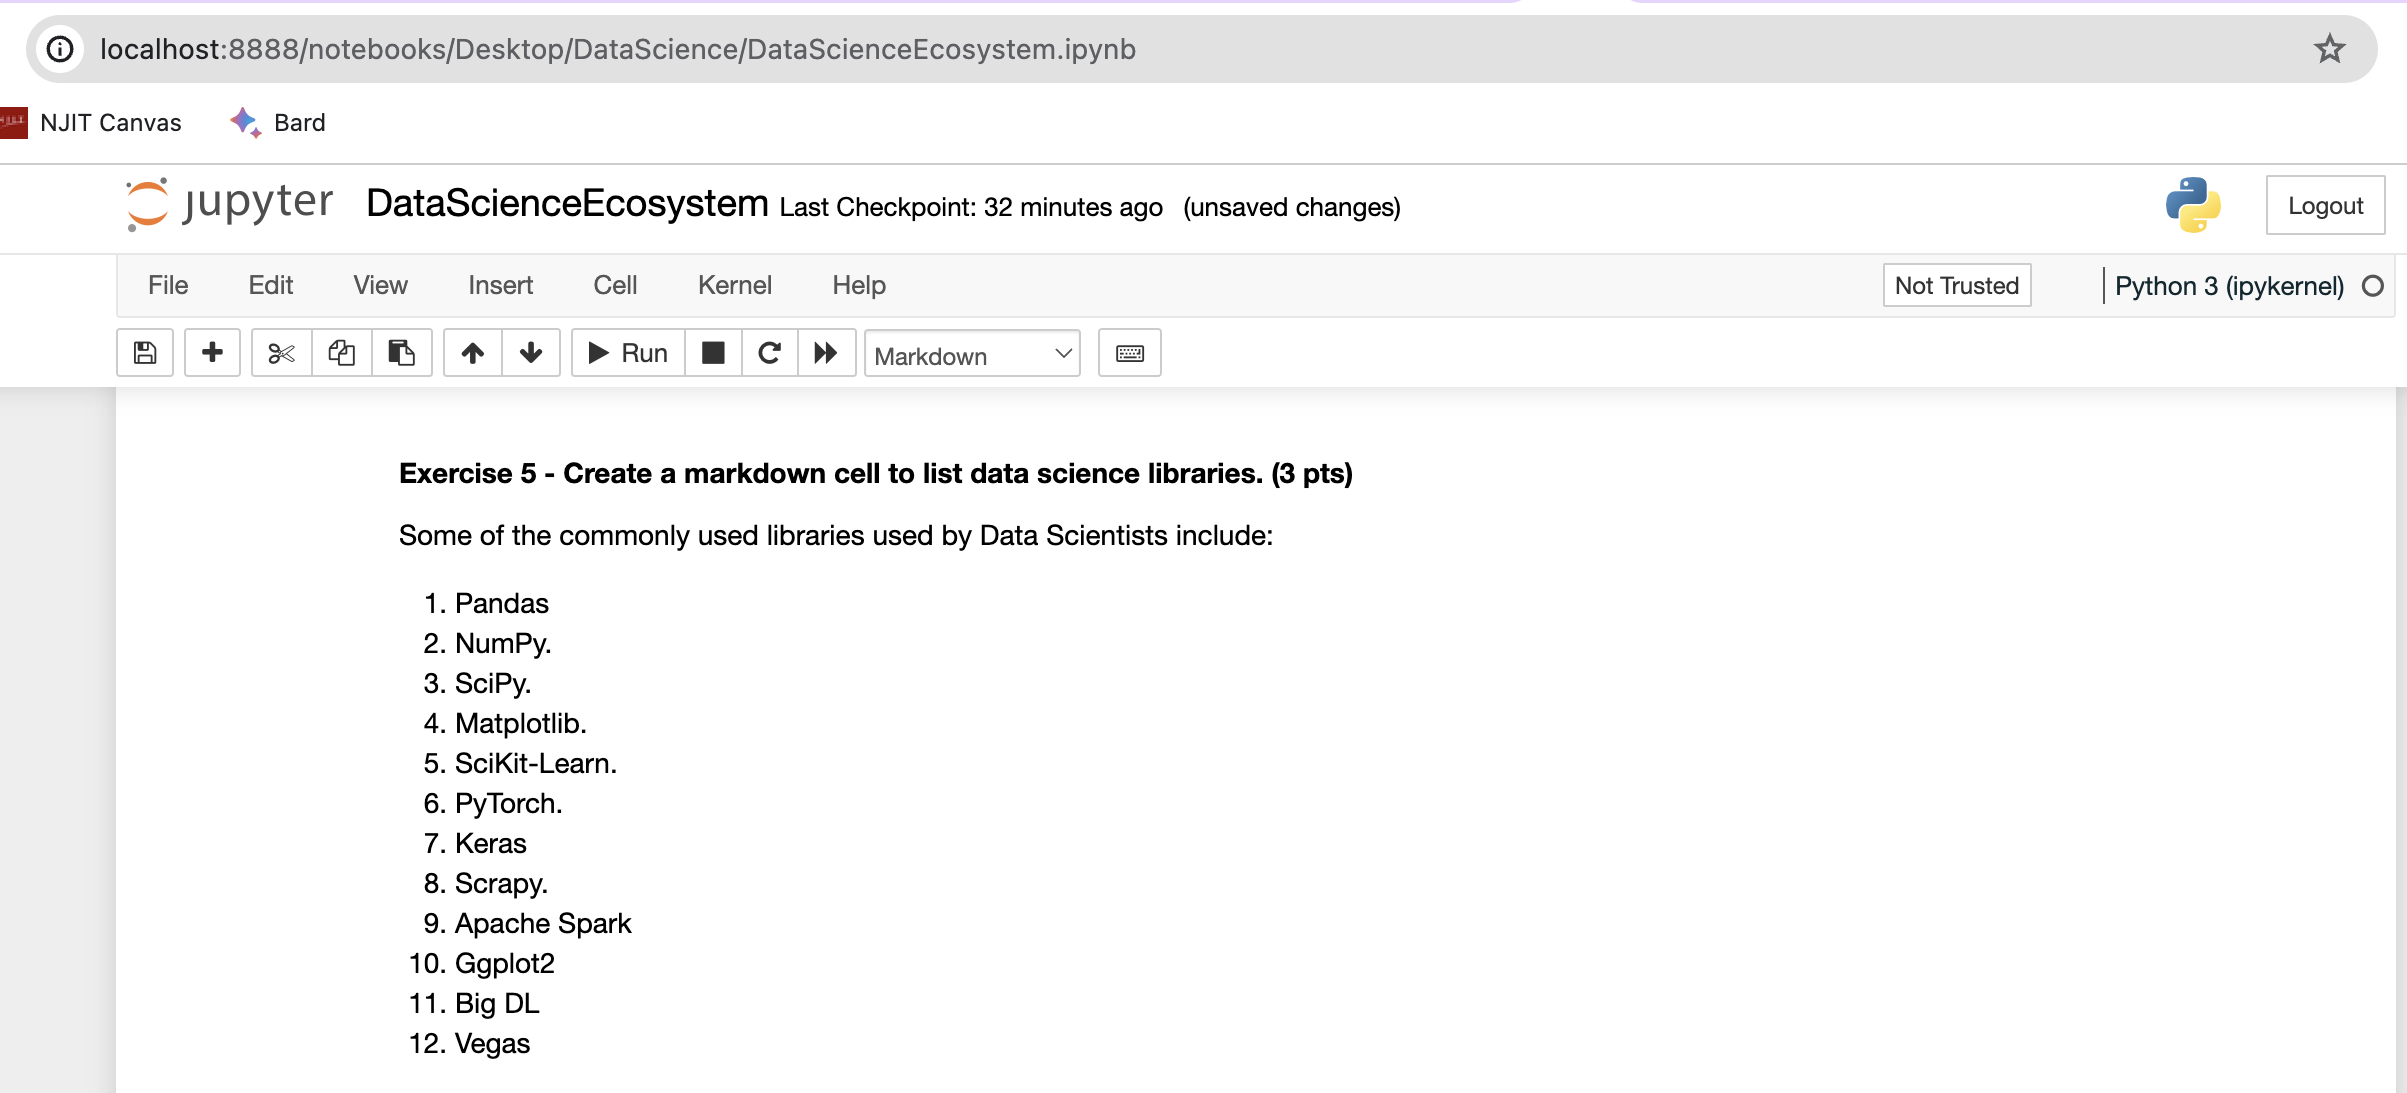 localhost:8888/notebooks/Desktop/DataScience/DataScienceEcosystem.ipynb
NJIT Canvas Bard
jupyter DataScienceEcosystem Last Checkpoint: 32 minutes ago (unsaved changes) Logout
File Edit View Insert Cell Kernel Help Not Trusted Python 3 (ipykernel)
Run Markdown
Exercise 5 - Create a markdown cell to list data science libraries. (3 pts)
Some of the commonly used libraries used by Data Scientists include:
1. Pandas
2. NumPy.
3. SciPy.
4. Matplotlib.
5. SciKit-Learn.
6. PyTorch.
7. Keras
8. Scrapy.
9. Apache Spark
10. Ggplot2
11. Big DL
12. Vegas